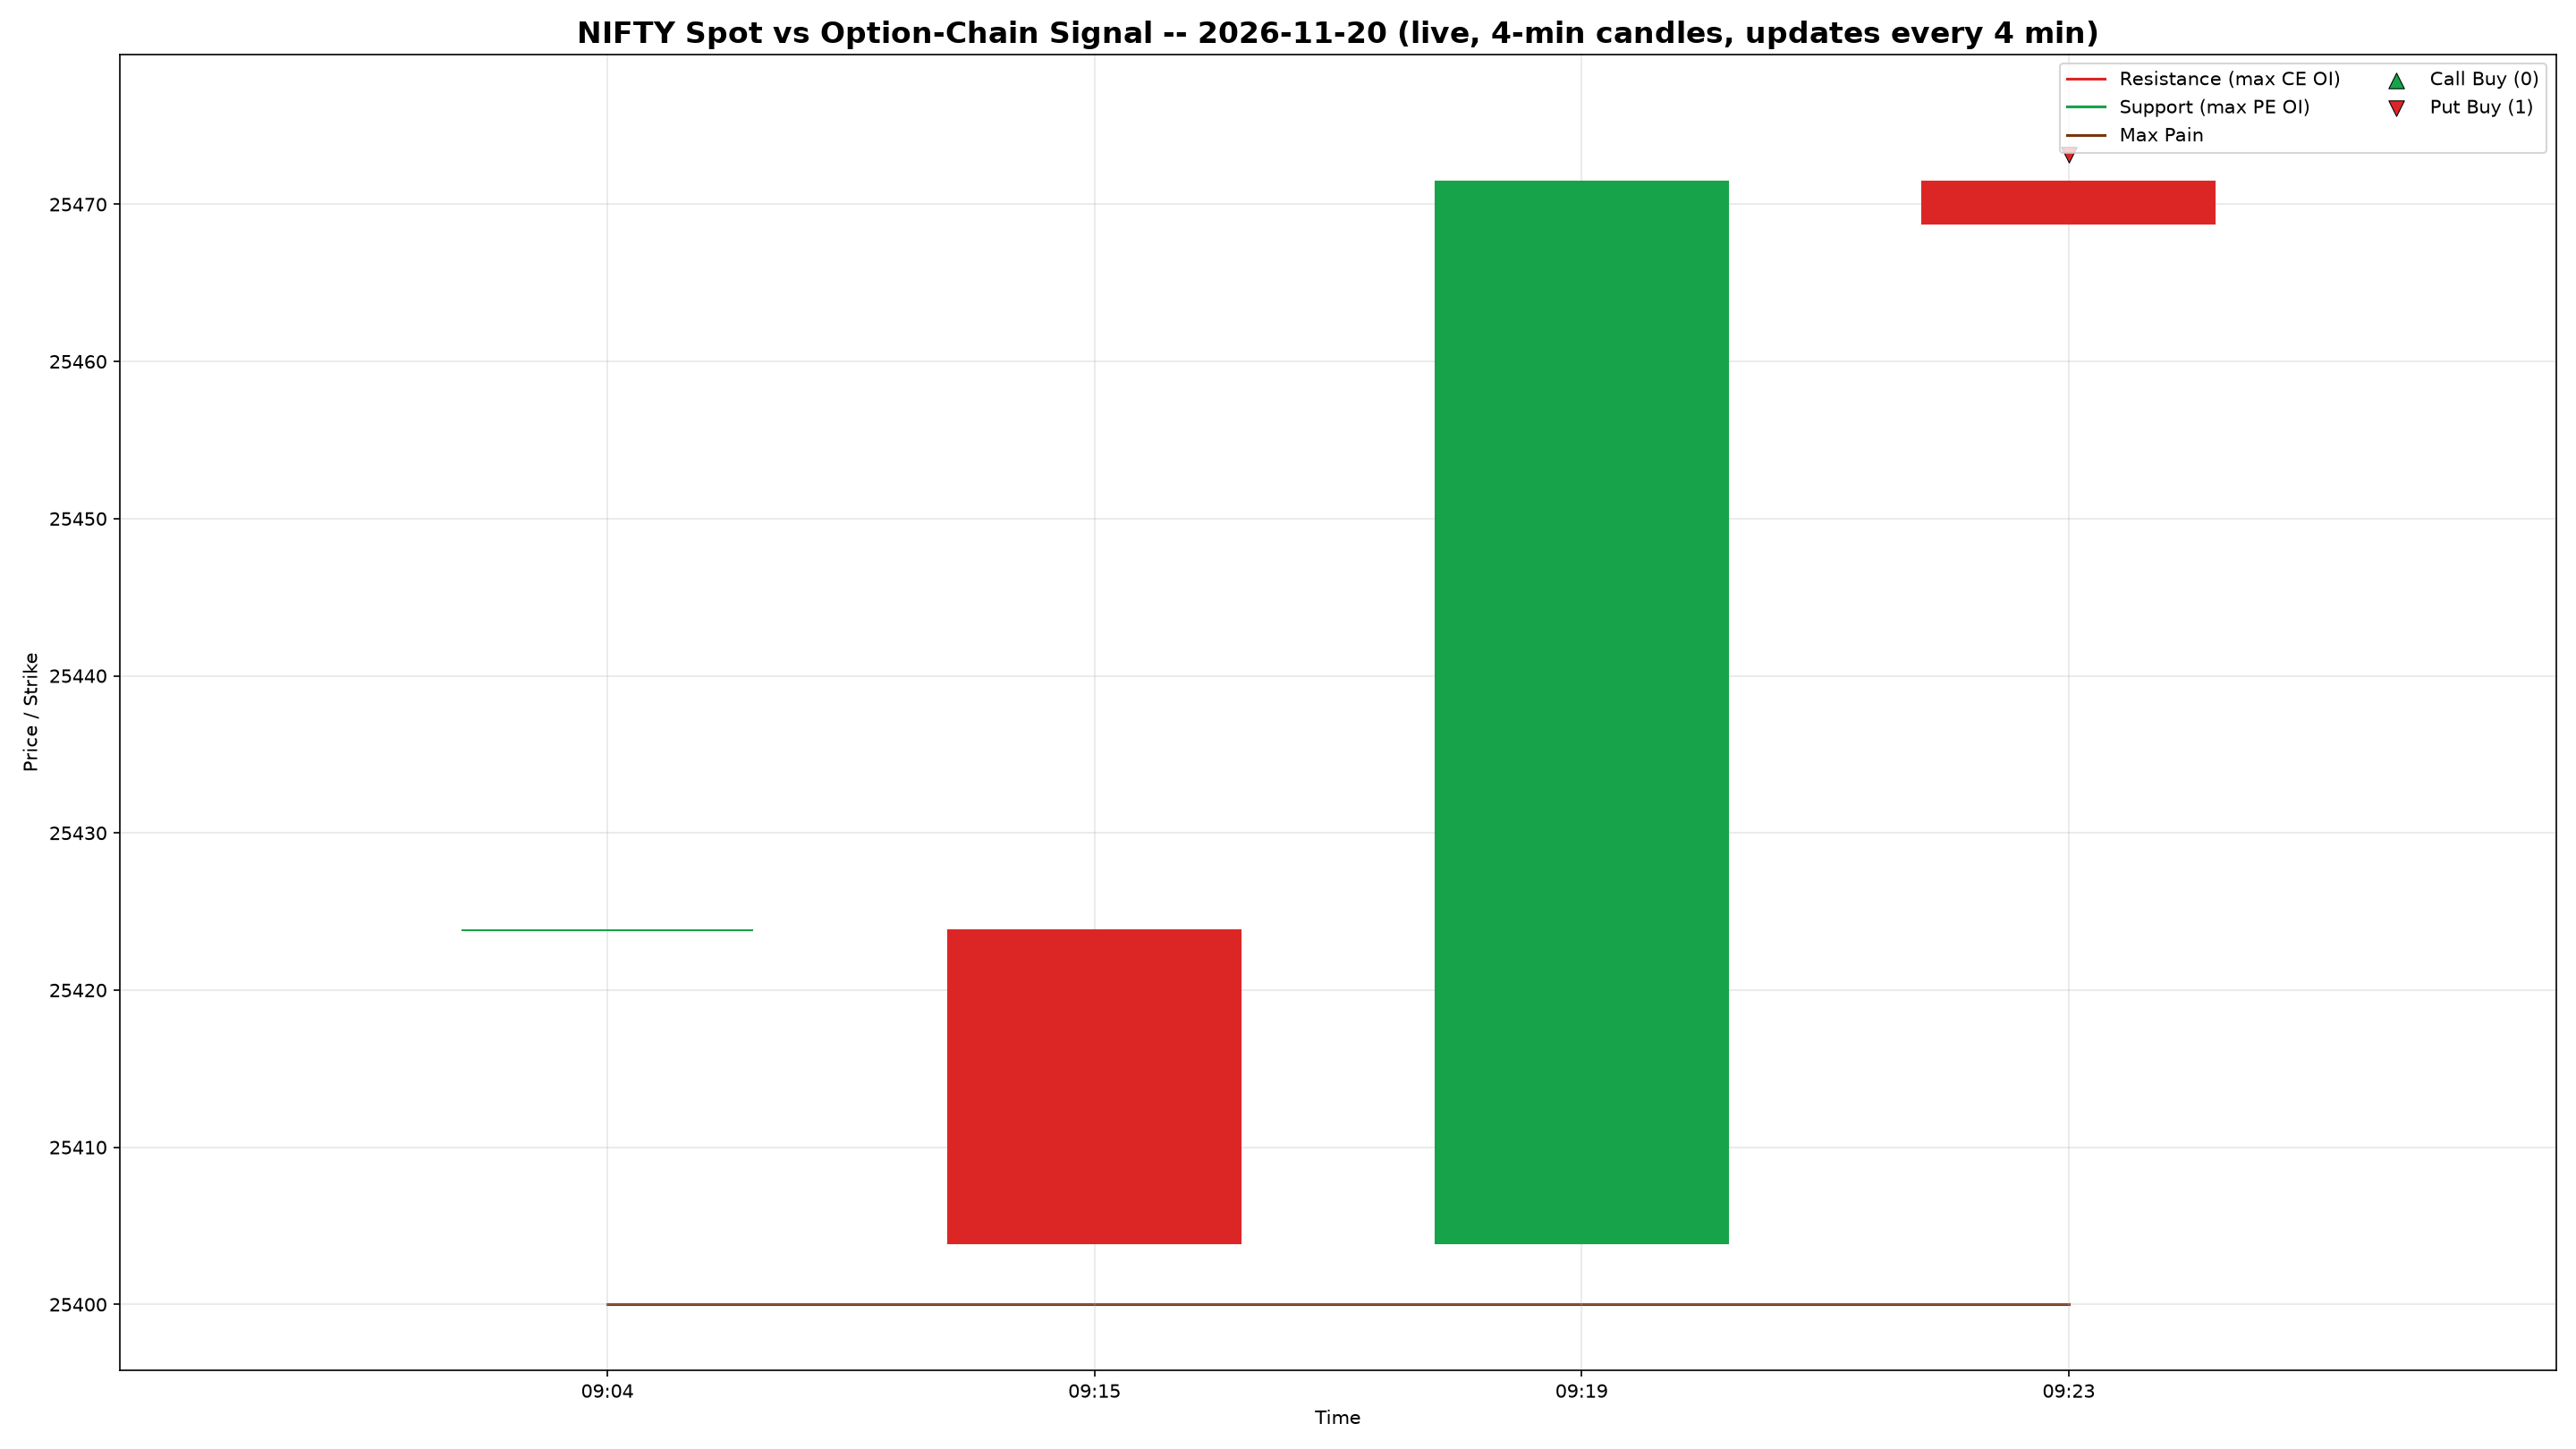 NIFTY Spot vs Option-Chain Signal -- 2026-11-20 (live, 4-min candles, updates every 4 min)
Resistance (max CE OI)
Support (max PE OI)
Max Pain
Call Buy (0)
Put Buy (1)
Price / Strike
25470
25460
25450
25440
25430
25420
25410
25400
09:04
09:15
09:19
09:23
Time